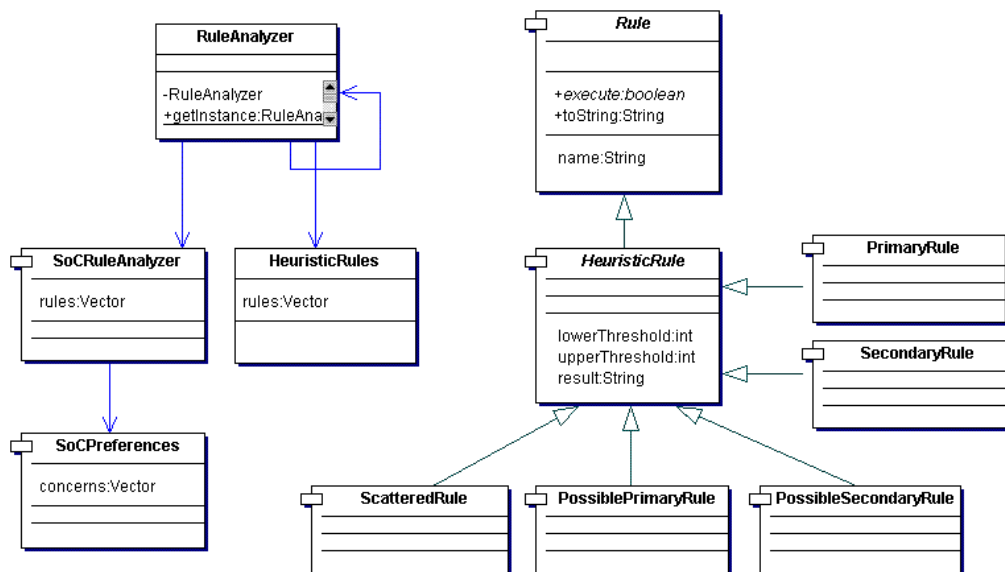 RuleAnalyzer
-RuleAnalyzer
+getInstance:RuleAna
Rule
+execute:boolean
+toString:String
name:String
SoCRuleAnalyzer
rules:Vector
HeuristicRules
rules:Vector
HeuristicRule
lowerThreshold:int
upperThreshold:int
result:String
PrimaryRule
SecondaryRule
SoCPreferences
concerns:Vector
ScatteredRule
PossiblePrimaryRule
PossibleSecondaryRule